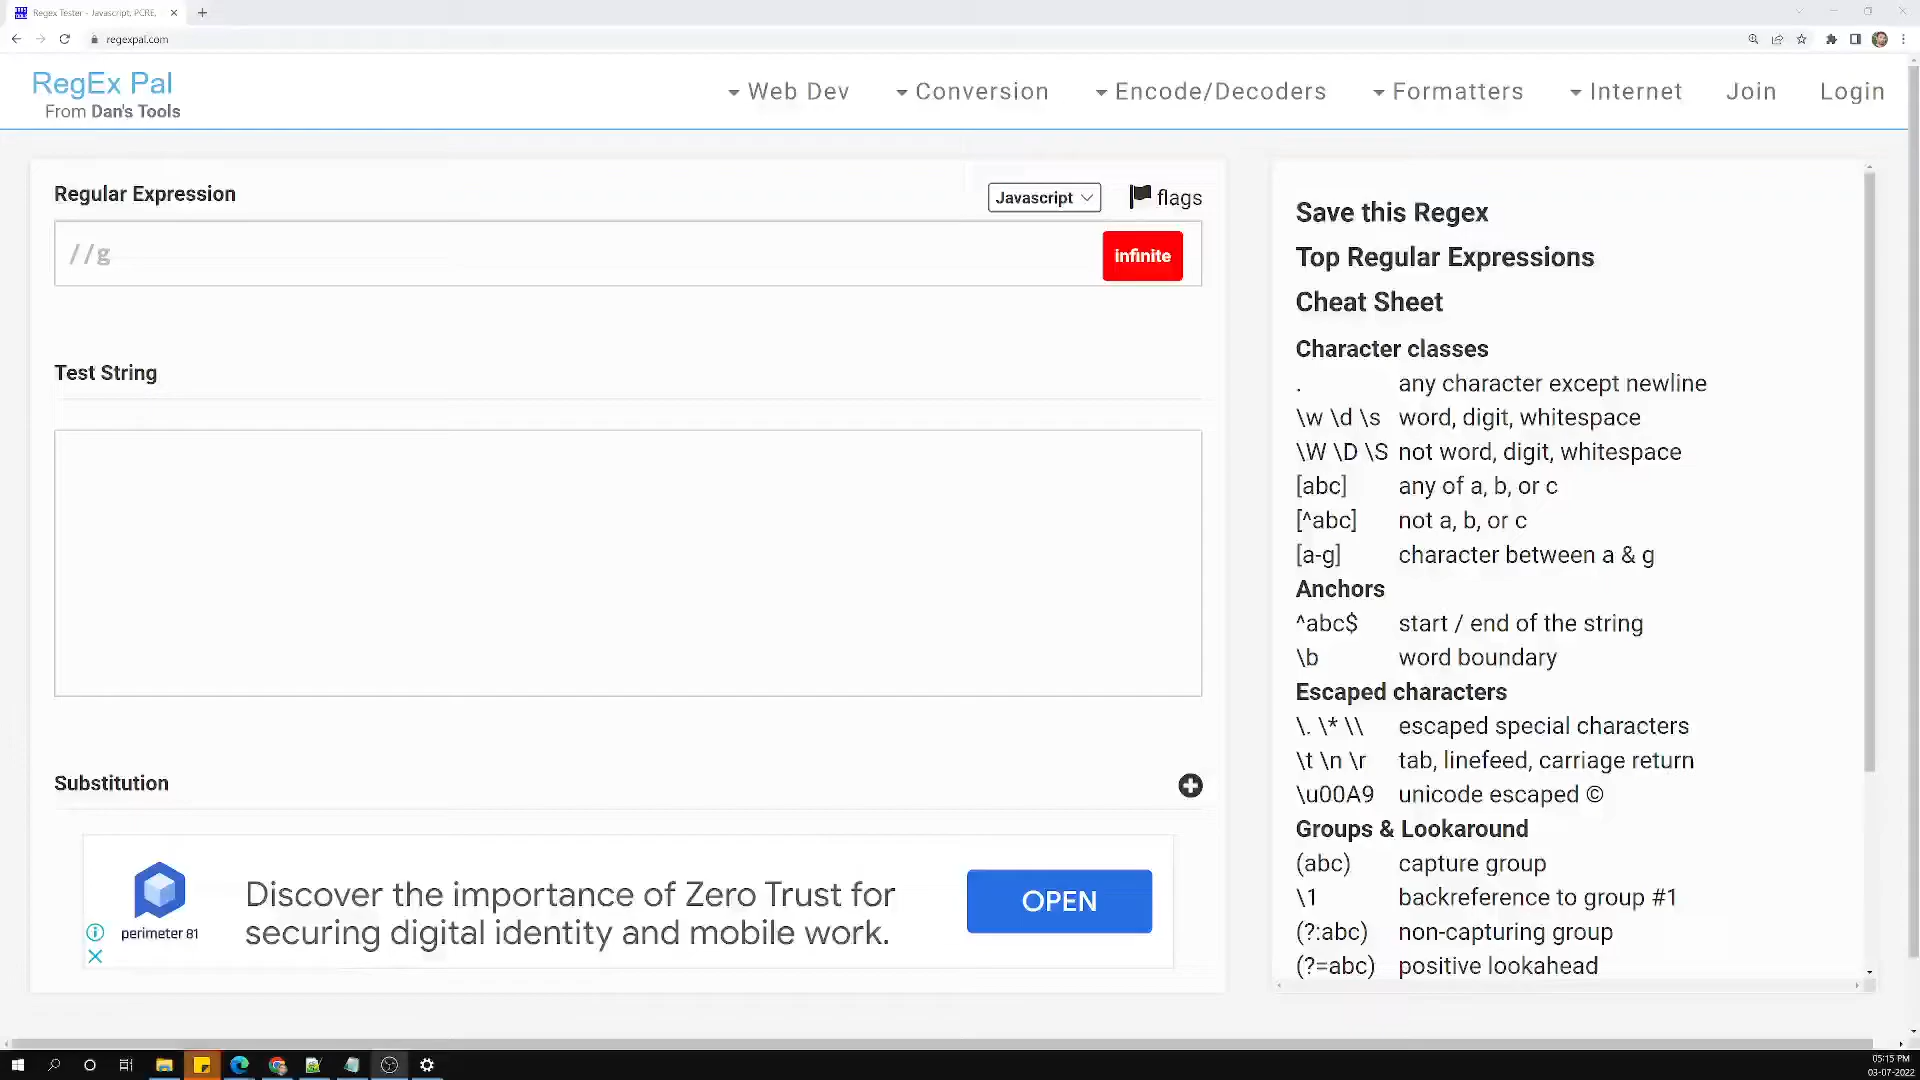 Regex Tester - Javascript, PCRE,
regexpal.com
RegEx Pal
From Dan's Tools
Web Dev
Conversion
Encode/Decoders
Formatters
Internet
Join
Login
Regular Expression
Javascript
flags
//g
infinite
Test String
Substitution
perimeter 81
Discover the importance of Zero Trust for
securing digital identity and mobile work.
OPEN
Save this Regex
Top Regular Expressions
Cheat Sheet
Character classes
. any character except newline
\w \d \s word, digit, whitespace
\W \D \S not word, digit, whitespace
[abc] any of a, b, or c
[^abc] not a, b, or c
[a-g] character between a & g
Anchors
^abc$ start / end of the string
\b word boundary
Escaped characters
\. \* \\ escaped special characters
\t \n \r tab, linefeed, carriage return
\u00A9 unicode escaped ©
Groups & Lookaround
(abc) capture group
\1 backreference to group #1
(?:abc) non-capturing group
(?=abc) positive lookahead
05:15 PM
03-07-2022